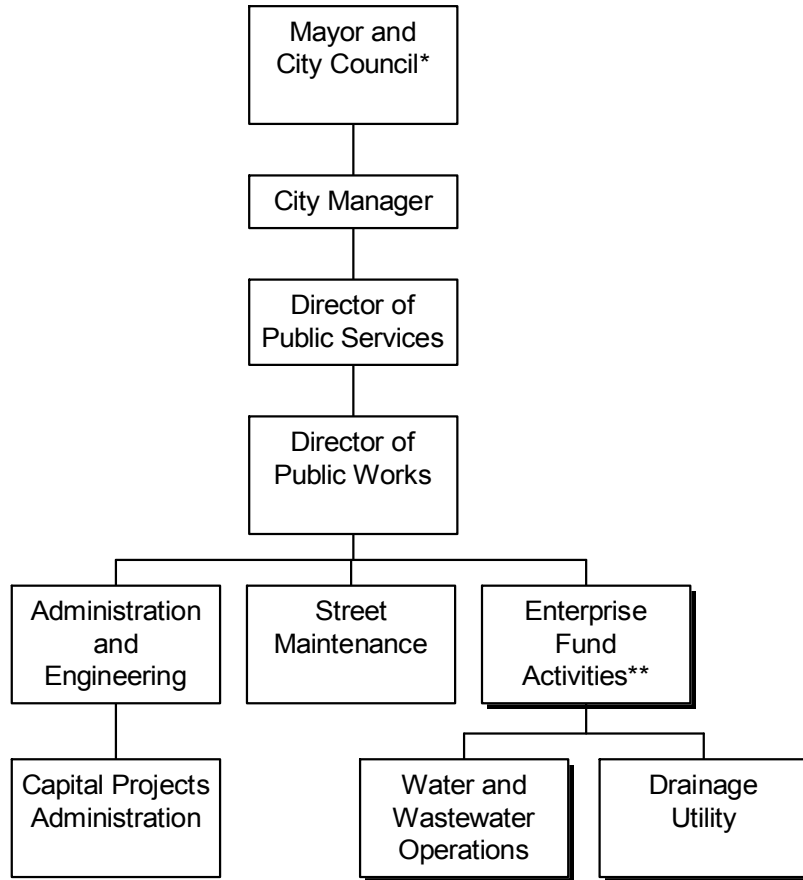 Mayor and
City Council*
City Manager
Director of
Public Services
Director of
Public Works
Administration
and
Engineering
Street
Maintenance
Enterprise
Fund
Activities**
Capital Projects
Administration
Water and
Wastewater
Operations
Drainage
Utility